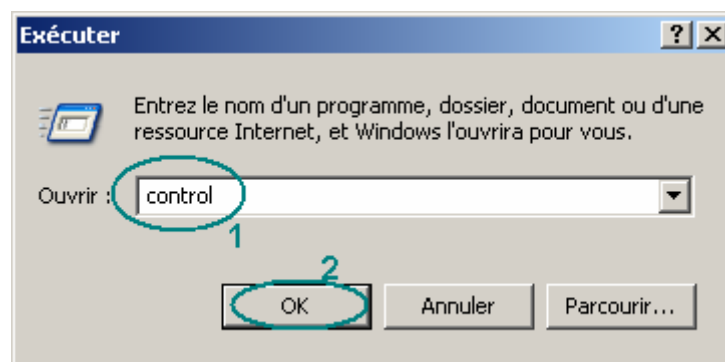 Exécuter
Entrez le nom d'un programme, dossier, document ou d'une
ressource Internet, et Windows l'ouvrira pour vous.
Ouvrir : control
1
2
OK Annuler Parcourir...